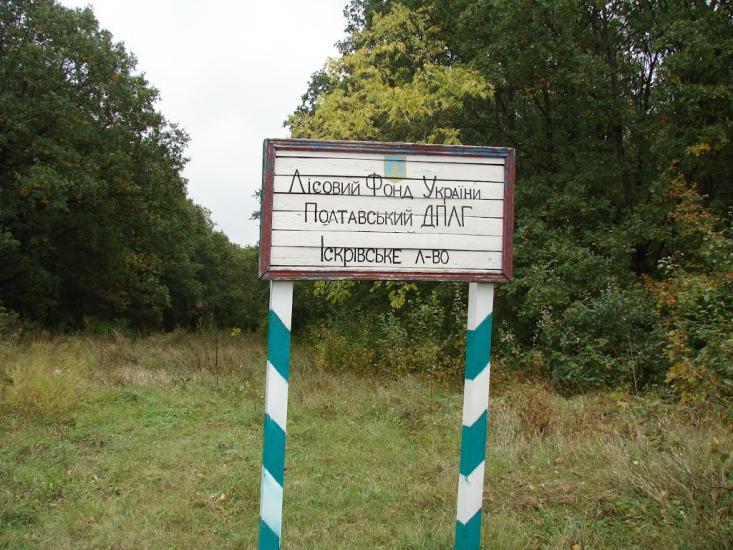 Лісовий Фонд України
Полтавський ДПЛГ
Іскрівське л-во